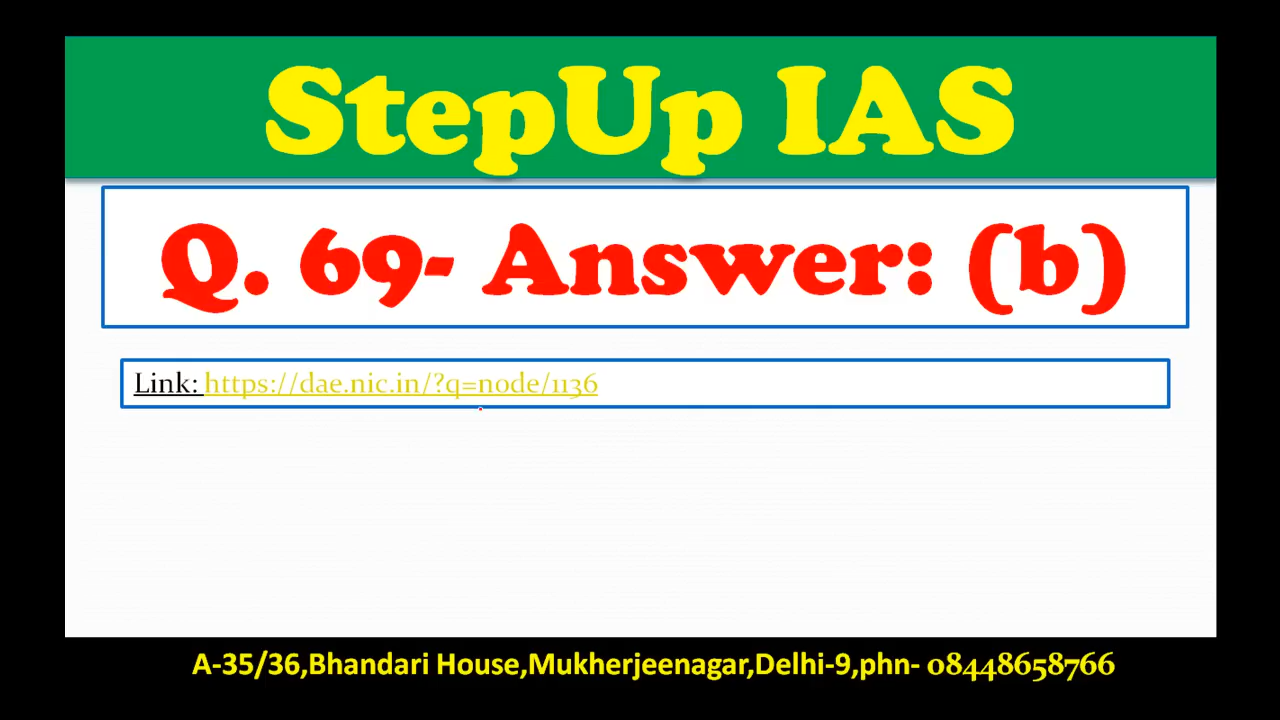 StepUp IAS
Q. 69- Answer: (b)
Link: https://dae.nic.in/?q=node/1136
A-35/36,Bhandari House,Mukherjeenagar,Delhi-9,phn- 08448658766